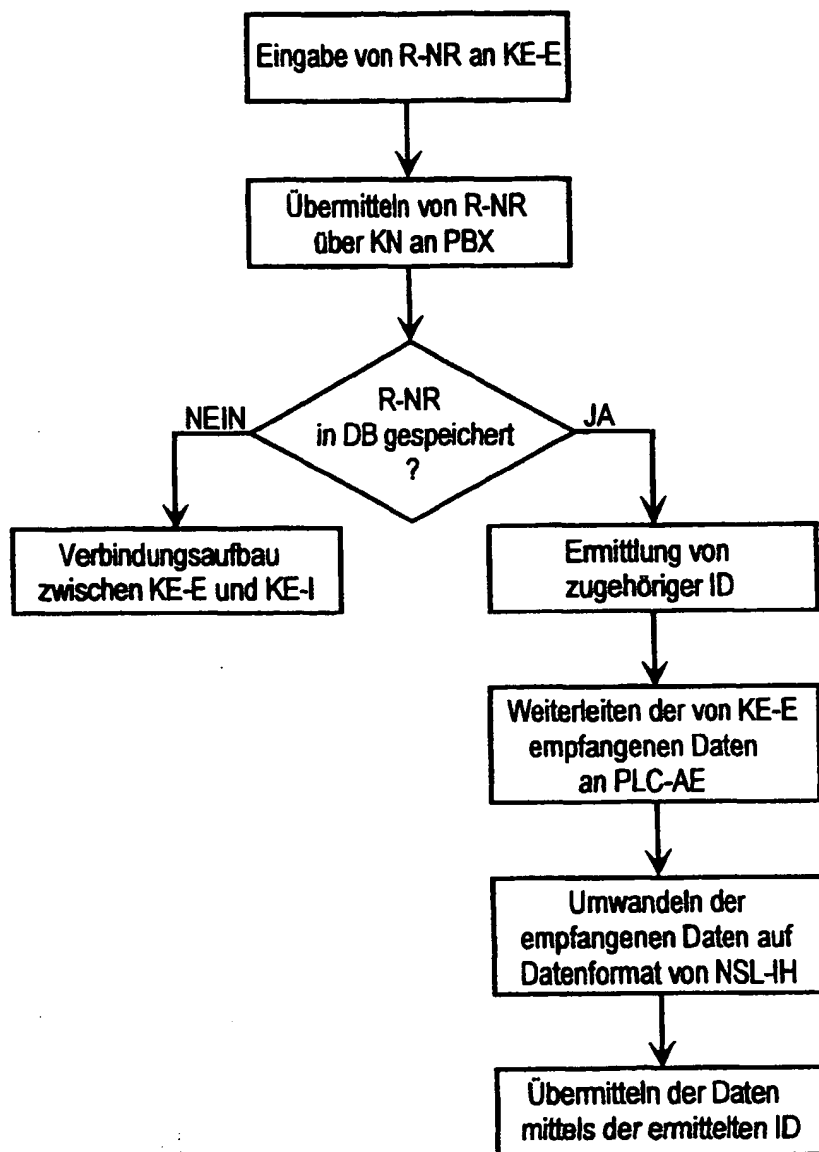 Eingabe von R-NR an KE-E
Übermitteln von R-NR
über KN an PBX
R-NR
in DB gespeichert
?
NEIN
JA
Verbindungsaufbau
zwischen KE-E und KE-I
Ermittlung von
zugehöriger ID
Weiterleiten der von KE-E
empfangenen Daten
an PLC-AE
Umwandeln der
empfangenen Daten auf
Datenformat von NSL-IH
Übermitteln der Daten
mittels der ermittelten ID